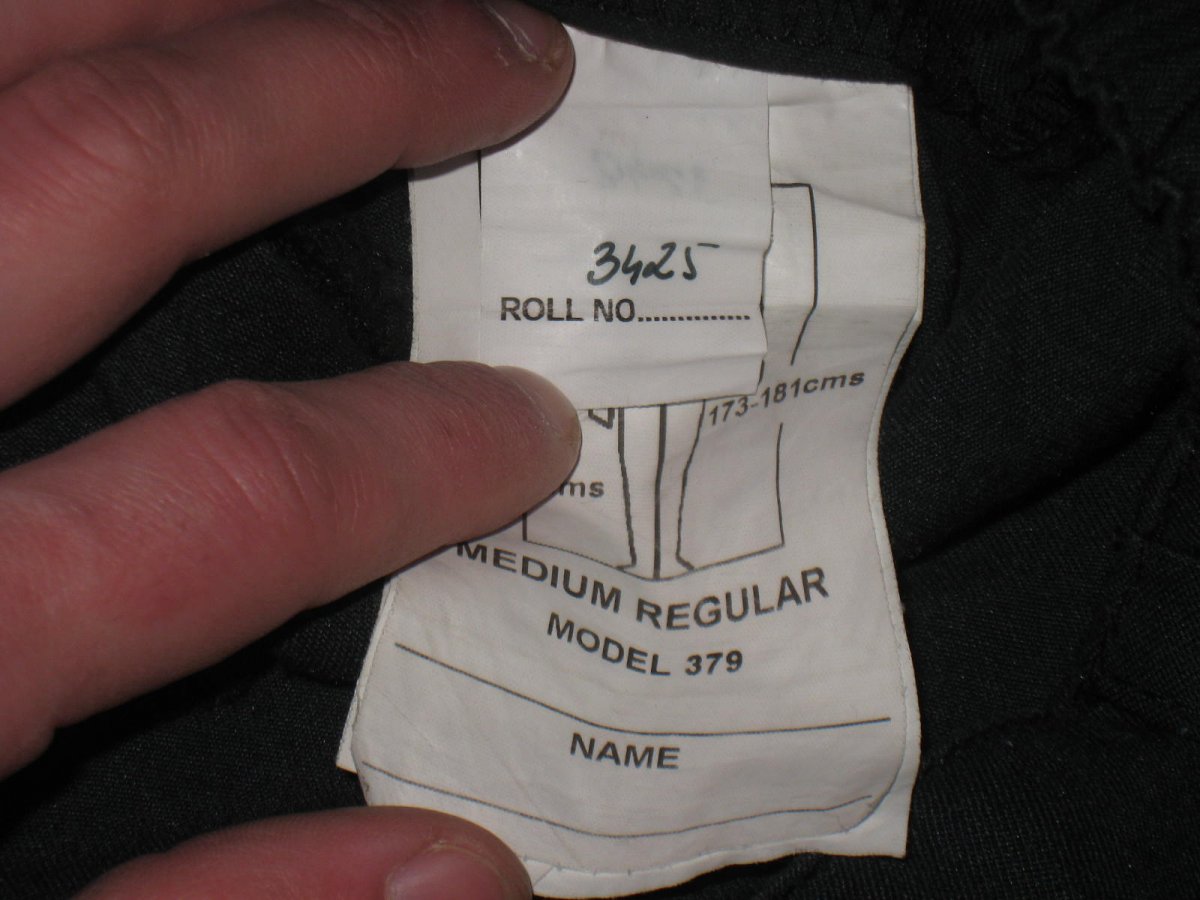 3425
ROLL NO..............
173-181cms
ms
MEDIUM REGULAR
MODEL 379
NAME